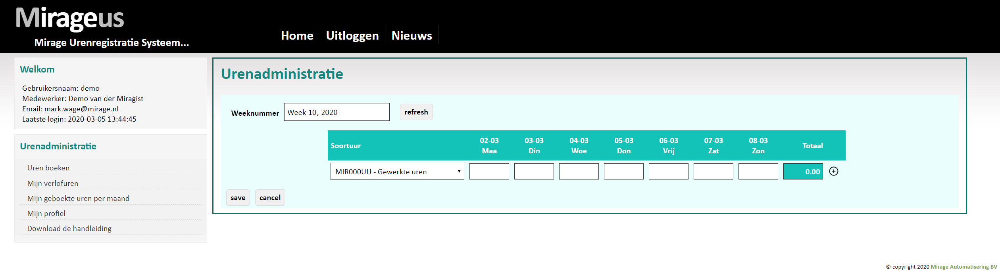 Mirageus
Mirage Urenregistratie Systeem...
Home Uitloggen Nieuws
Welkom
Gebruikersnaam: demo
Medewerker: Demo van der Miragist
Email: mark.wage@mirage.nl
Laatste login: 2020-03-05 13:44:45
Urenadministratie
Uren boeken
Mijn verlofuren
Mijn geboekte uren per maand
Mijn profiel
Download de handleiding
Urenadministratie
Weeknummer Week 10, 2020 refresh
Soortuur 02-03 Maa 03-03 Din 04-03 Woe 05-03 Don 06-03 Vrij 07-03 Zat 08-03 Zon Totaal
MIR000UU - Gewerkte uren 0.00
save cancel
© copyright 2020 Mirage Automatisering BV